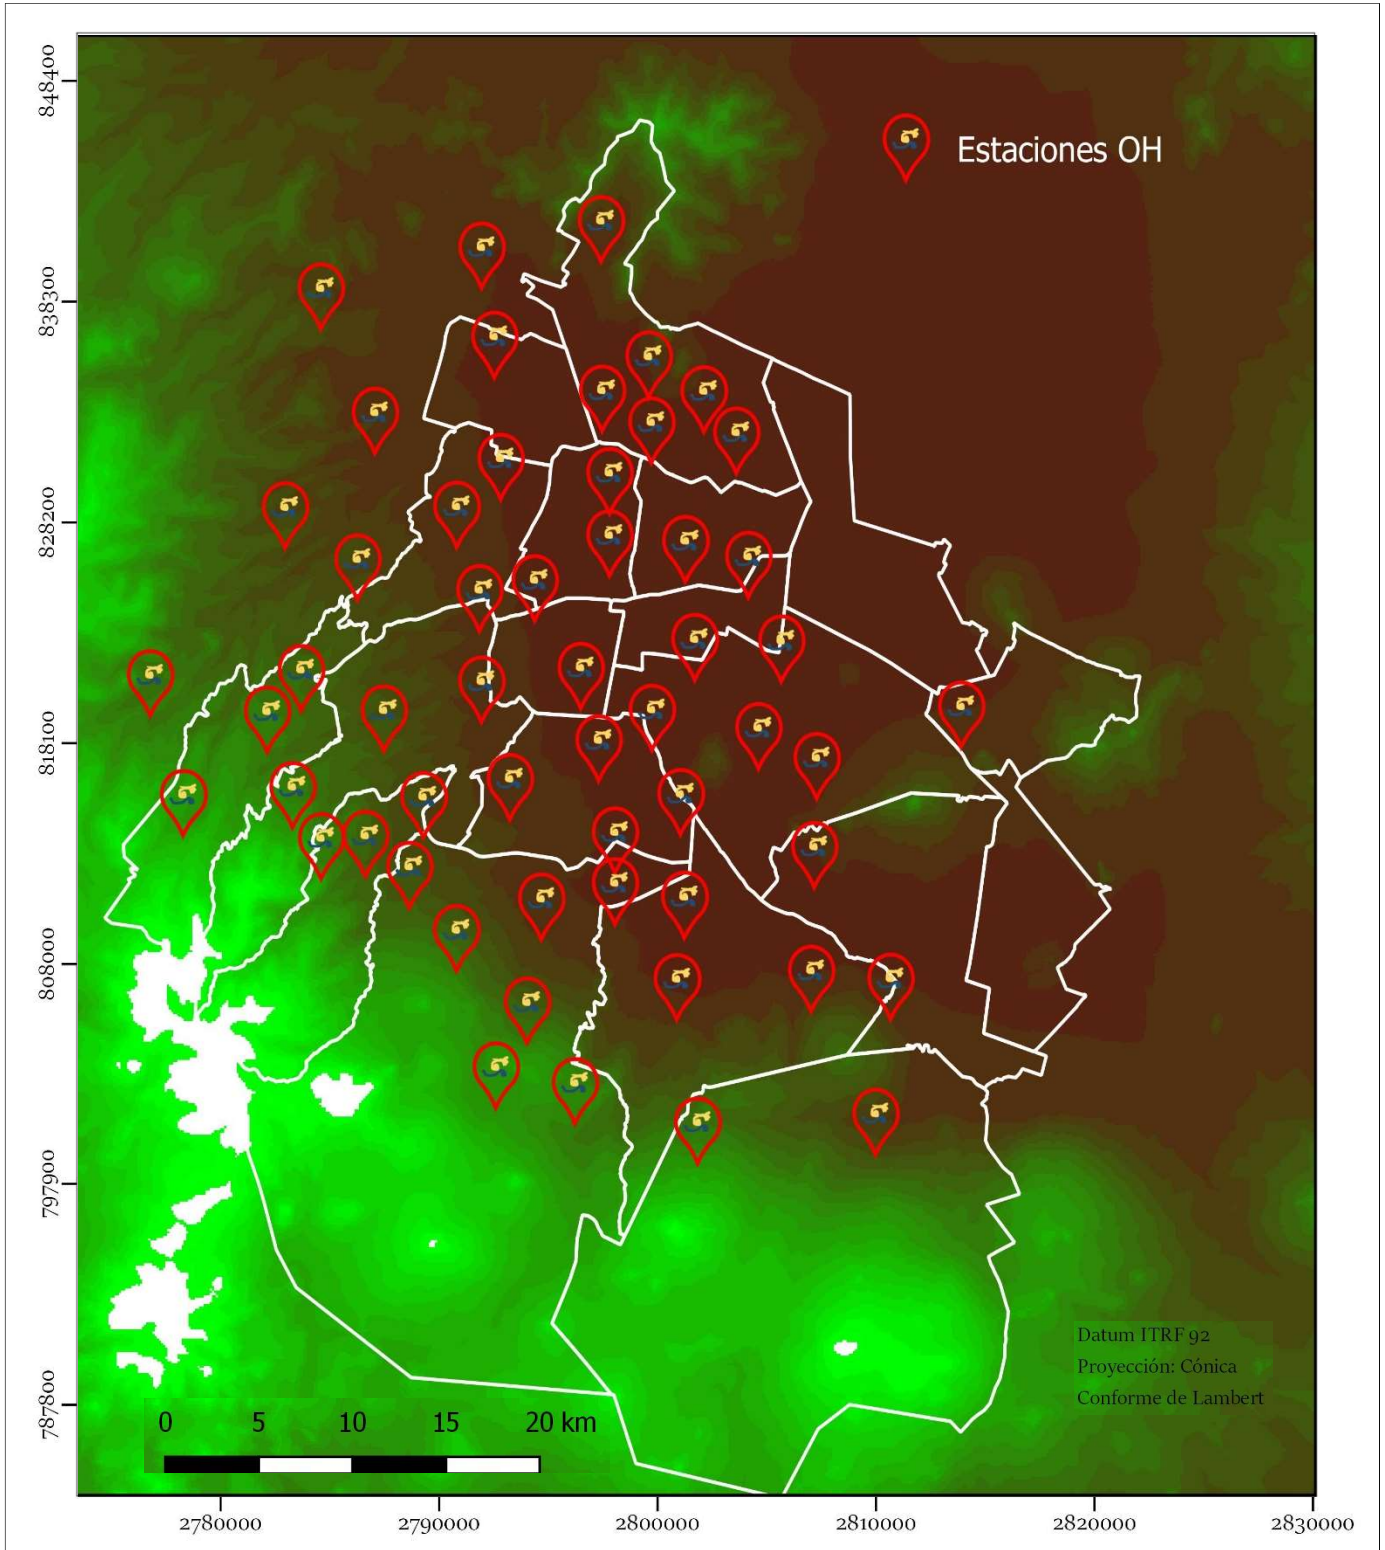 Estaciones OH
848400
838300
828200
818100
808000
797900
787800
Datum ITRF 92
Proyección: Cónica
Conforme de Lambert
0 5 10 15 20 km
2780000 2790000 2800000 2810000 2820000 2830000